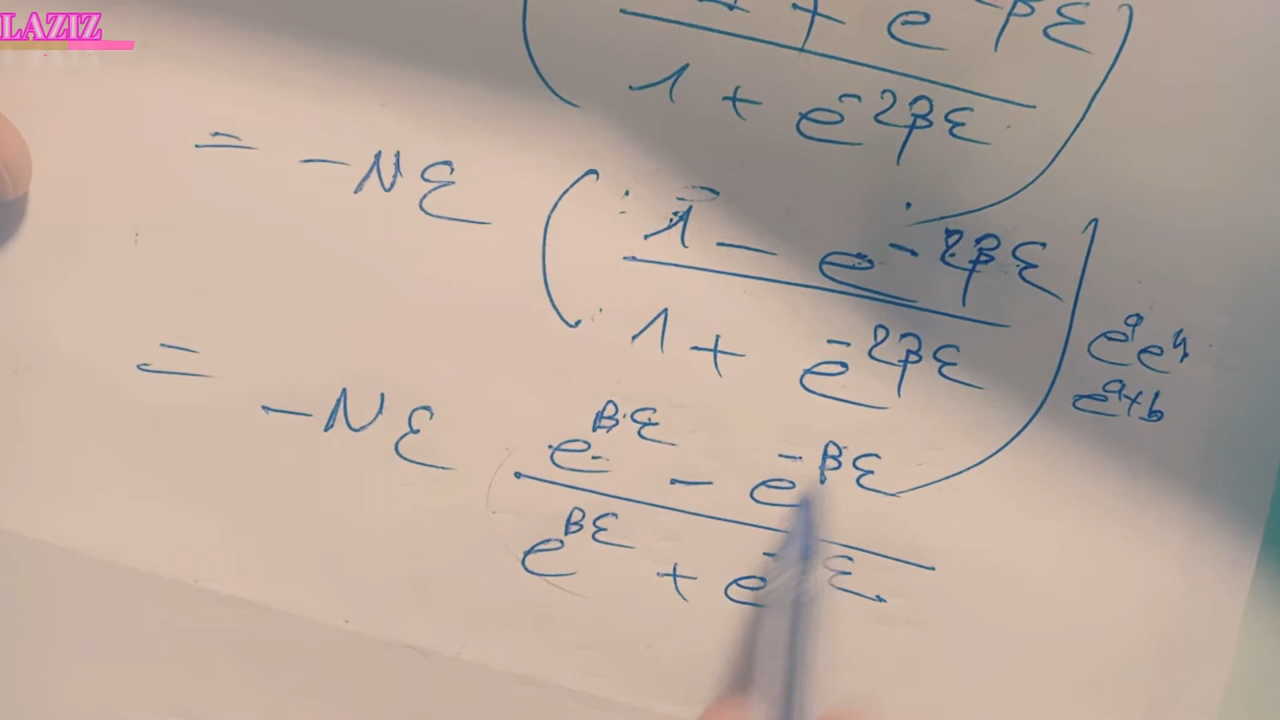 LAZIZ
+ e^{-βε}
1 + e^{-2βε}
= -Nε ( (1 - e^{-2βε}) / (1 + e^{-2βε}) )
e^a e^b
e^{a+b}
= -Nε (e^{βε} - e^{-βε}) / (e^{βε} + e^{- ε})